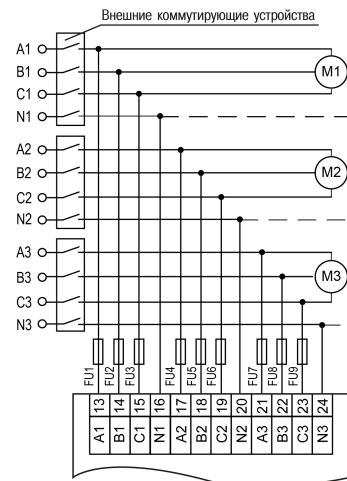 Внешние коммутирующие устройства
A1
B1
C1
N1
M1
A2
B2
C2
N2
M2
A3
B3
C3
N3
M3
FU1 FU2 FU3 FU4 FU5 FU6 FU7 FU8 FU9
13 14 15 16 17 18 19 20 21 22 23 24
A1 B1 C1 N1 A2 B2 C2 N2 A3 B3 C3 N3